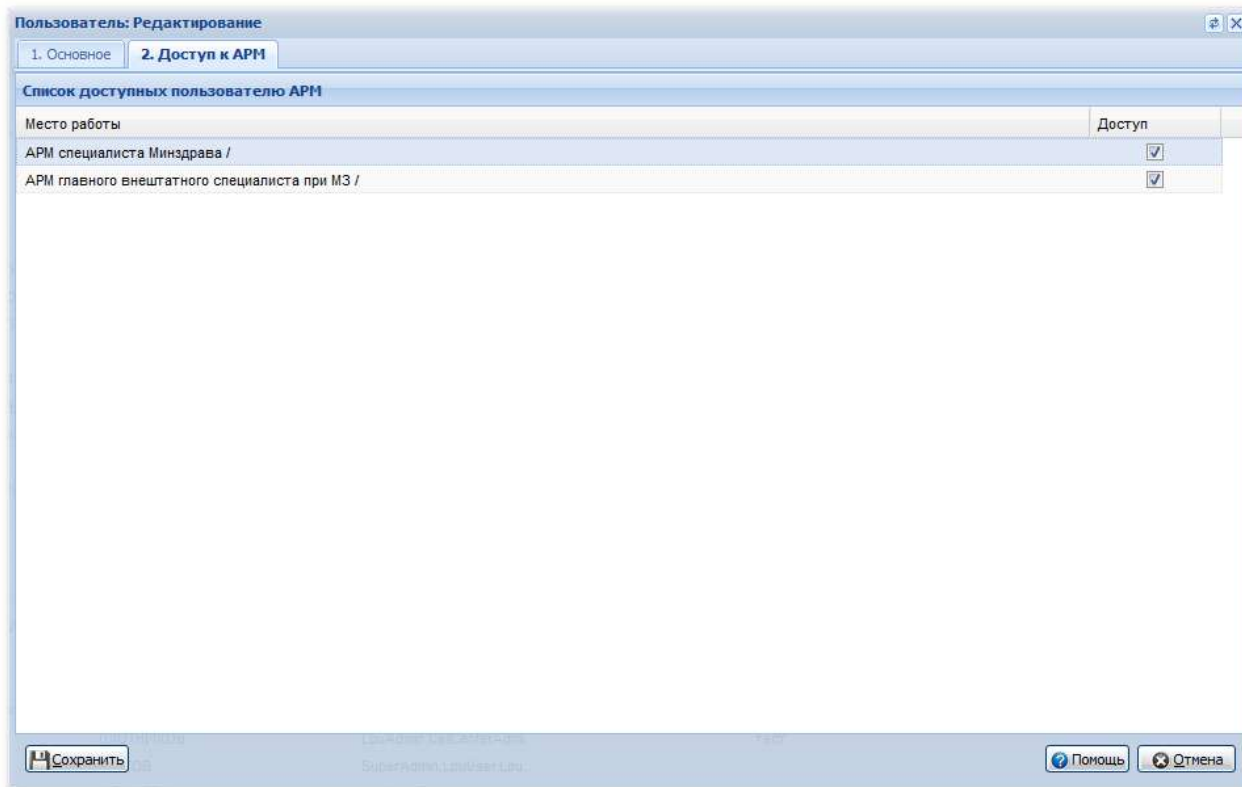 Пользователь: Редактирование
1. Основное 2. Доступ к АРМ
Список доступных пользователю АРМ
Место работы Доступ
АРМ специалиста Минздрава /
АРМ главного внештатного специалиста при МЗ /
Сохранить Помощь Отмена